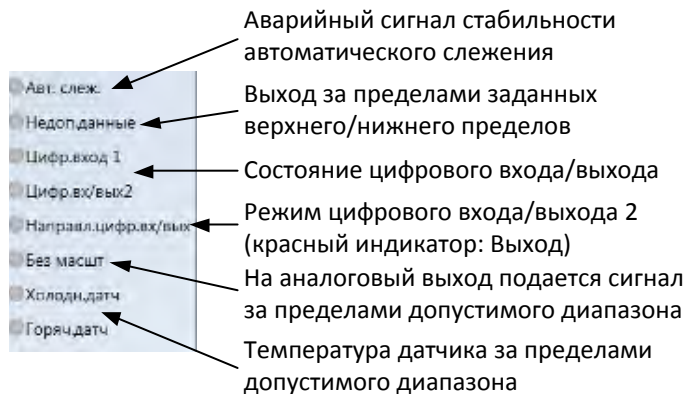 Аварийный сигнал стабильности
автоматического слежения
Авт. слеж.
Выход за пределами заданных
верхнего/нижнего пределов
Недоп.данные
Цифр.вход 1
Состояние цифрового входа/выхода
Цифр.вх/вых2
Режим цифрового входа/выхода 2
(красный индикатор: Выход)
Направл.цифр.вх/вых
Без масшт
На аналоговый выход подается сигнал
за пределами допустимого диапазона
Холодн.датч
Горяч.датч
Температура датчика за пределами
допустимого диапазона